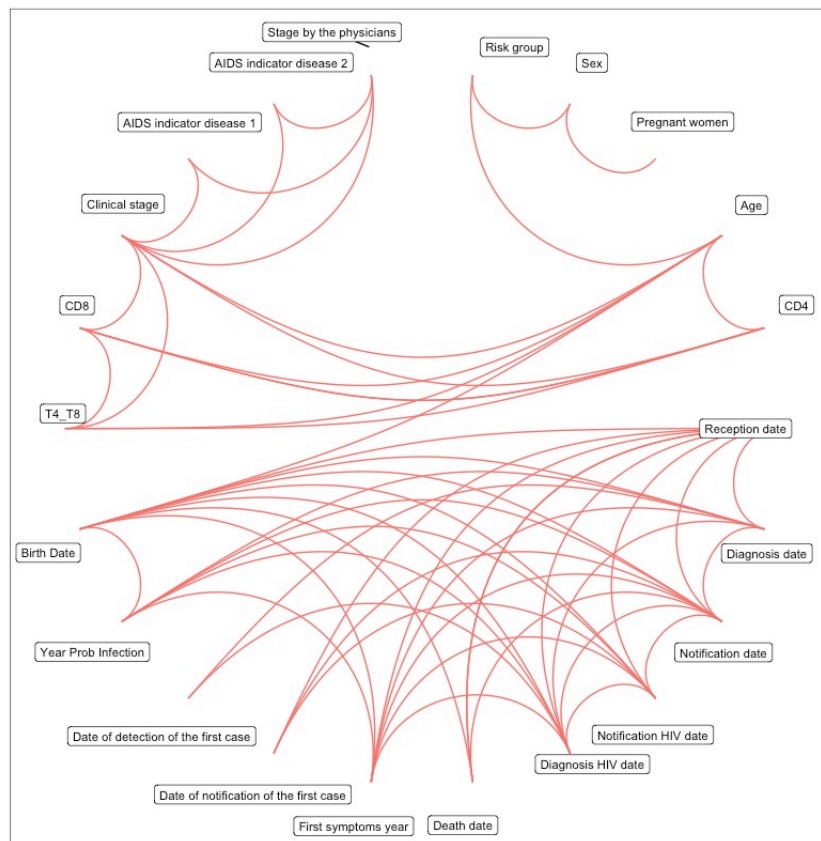 Stage by the physicians
Risk group
AIDS indicator disease 2
Sex
AIDS indicator disease 1
Pregnant women
Clinical stage
Age
CD8
CD4
T4_T8
Reception date
Birth Date
Diagnosis date
Year Prob Infection
Notification date
Date of detection of the first case
Notification HIV date
Diagnosis HIV date
Date of notification of the first case
First symptoms year
Death date